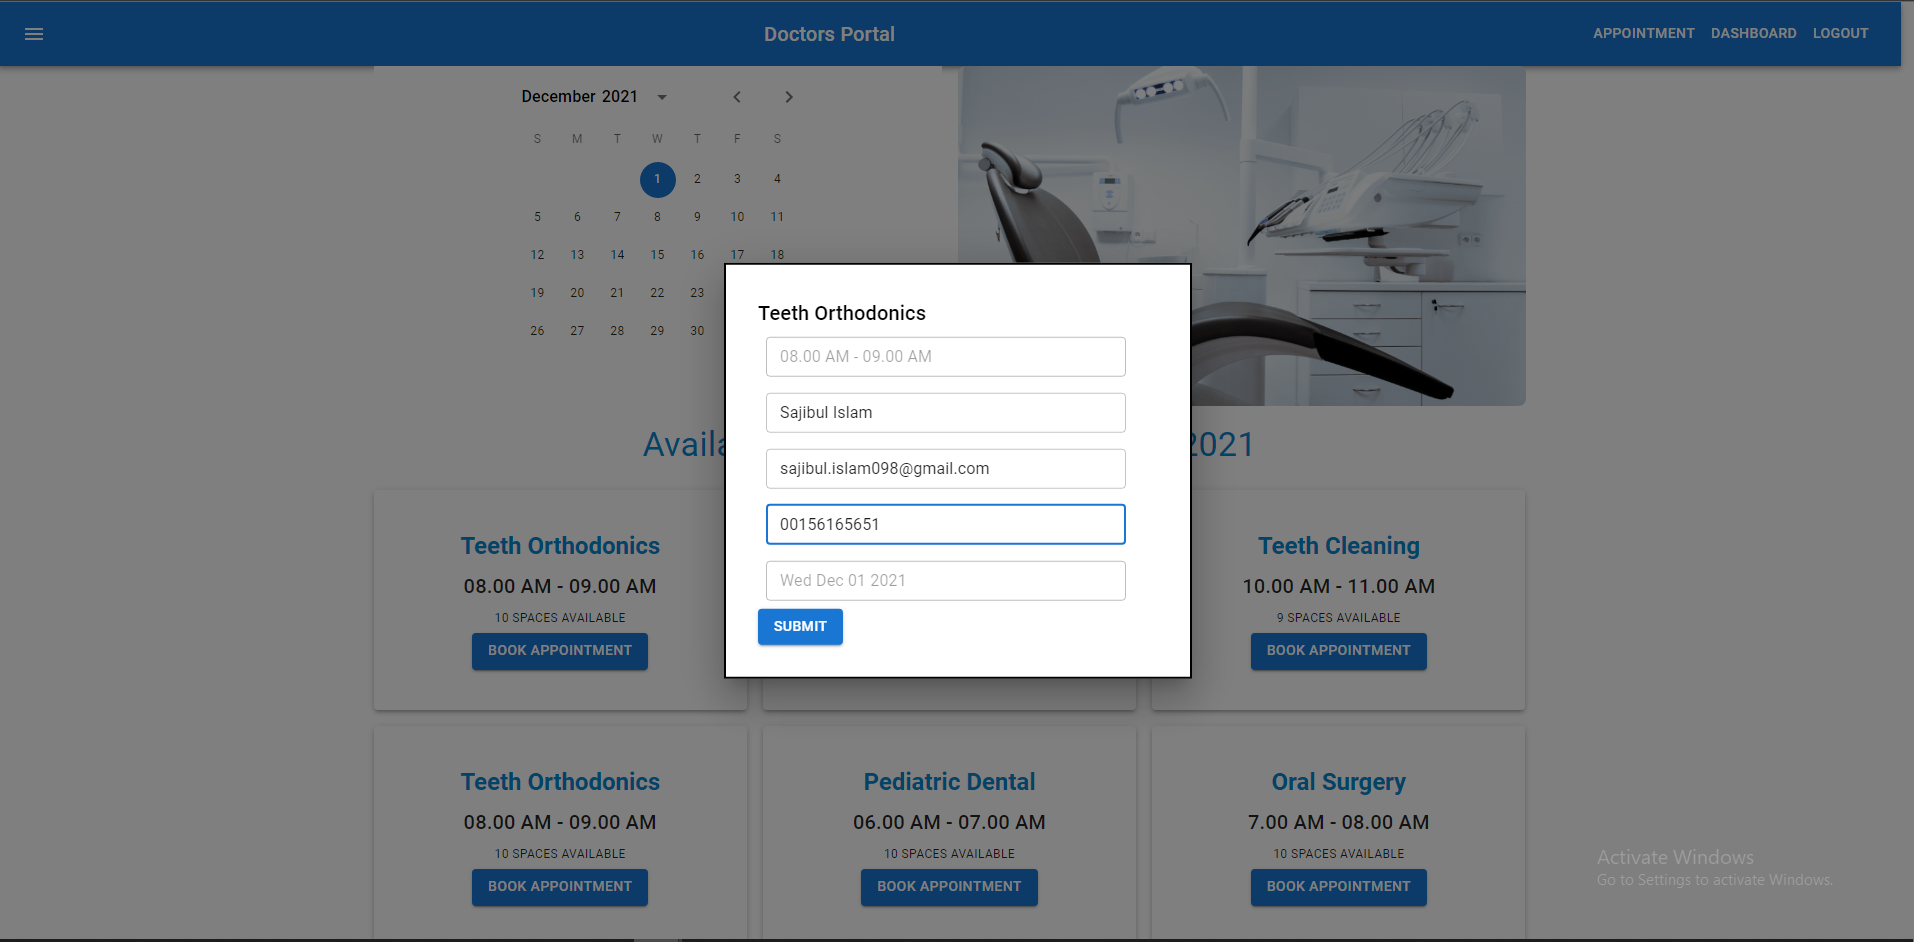 Doctors Portal
APPOINTMENT DASHBOARD LOGOUT
December 2021
S M T W T F S
1 2 3 4
5 6 7 8 9 10 11
12 13 14 15 16 17 18
19 20 21 22 23
26 27 28 29 30
Teeth Orthodonics
08.00 AM - 09.00 AM
Sajibul Islam
sajibul.islam098@gmail.com
00156165651
Wed Dec 01 2021
SUBMIT
2021
Teeth Orthodonics
08.00 AM - 09.00 AM
10 SPACES AVAILABLE
BOOK APPOINTMENT
Teeth Cleaning
10.00 AM - 11.00 AM
9 SPACES AVAILABLE
BOOK APPOINTMENT
Teeth Orthodonics
08.00 AM - 09.00 AM
10 SPACES AVAILABLE
BOOK APPOINTMENT
Pediatric Dental
06.00 AM - 07.00 AM
10 SPACES AVAILABLE
BOOK APPOINTMENT
Oral Surgery
7.00 AM - 08.00 AM
10 SPACES AVAILABLE
BOOK APPOINTMENT
Activate Windows
Go to Settings to activate Windows.